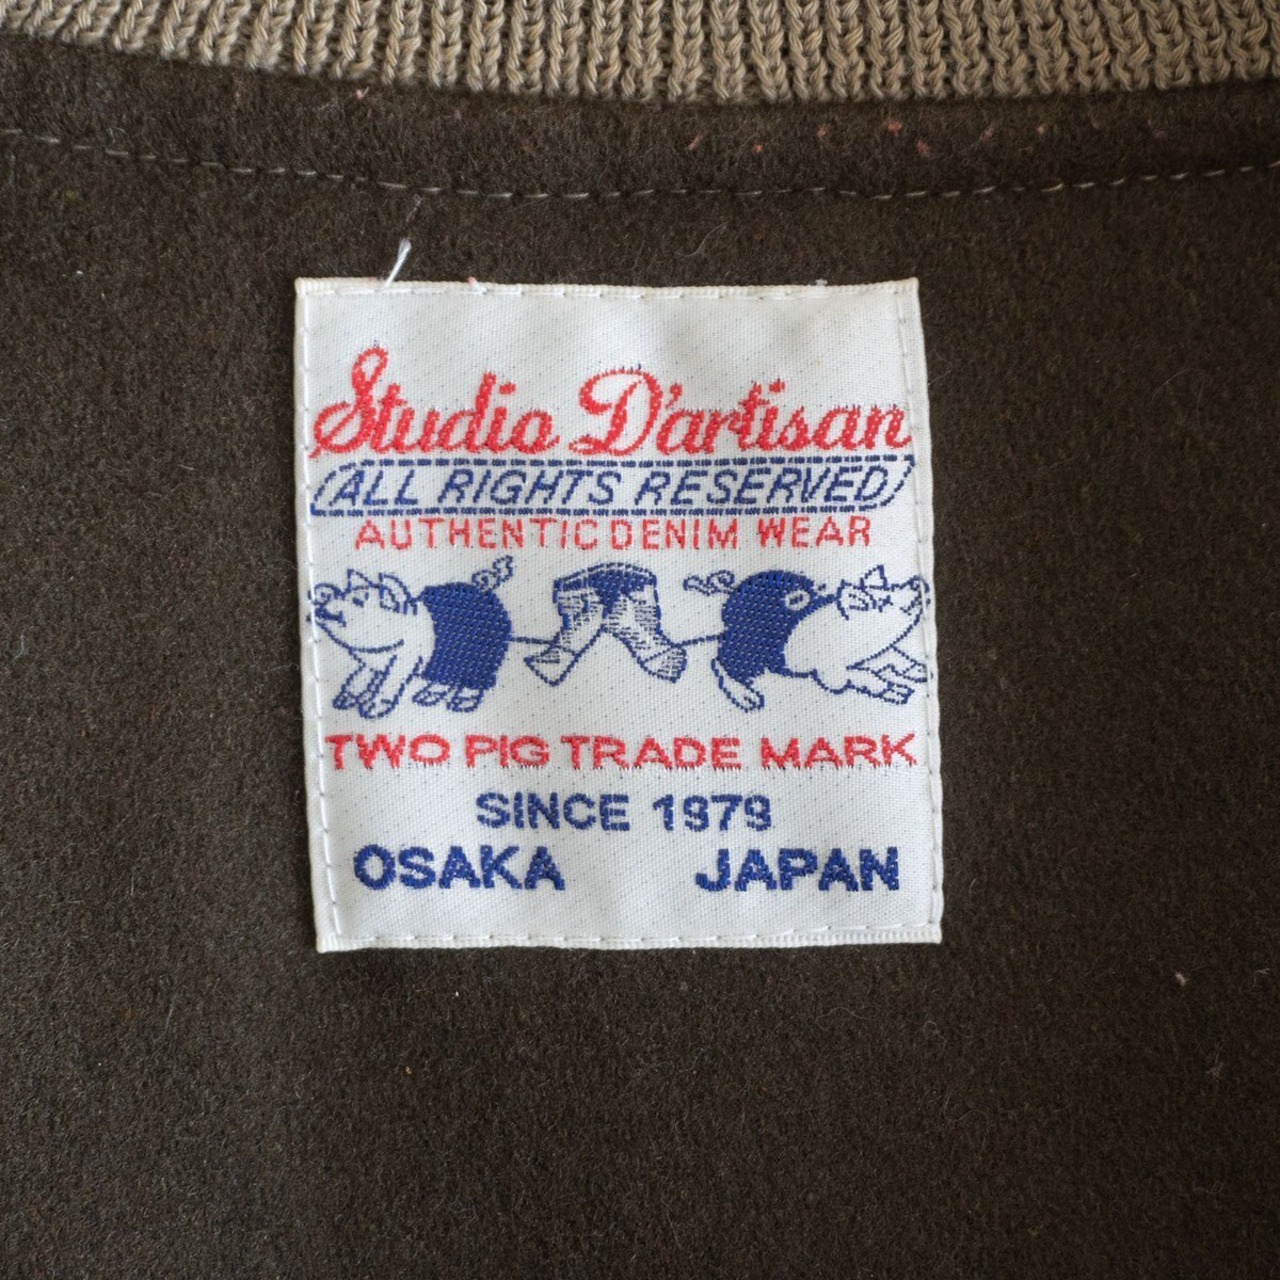 Studio D'artisan
ALL RIGHTS RESERVED
AUTHENTIC DENIM WEAR
TWO PIG TRADE MARK
SINCE 1979
OSAKA JAPAN